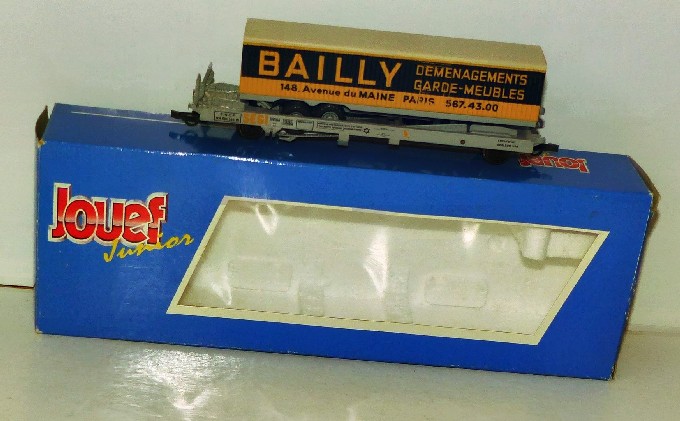 BAILLY
DEMENAGEMENTS
GARDE-MEUBLES
148, Avenue du MAINE PARIS 567.43.00
Jouef
Junior
Jouef